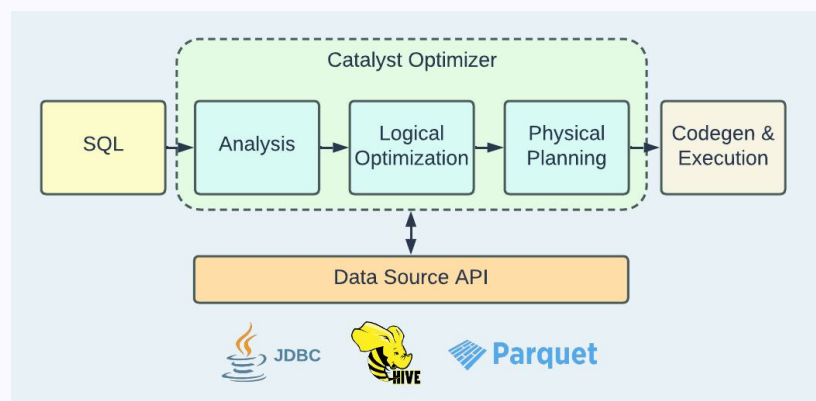 Catalyst Optimizer
SQL
Analysis
Logical
Optimization
Physical
Planning
Codegen &
Execution
Data Source API
JDBC
HIVE
Parquet